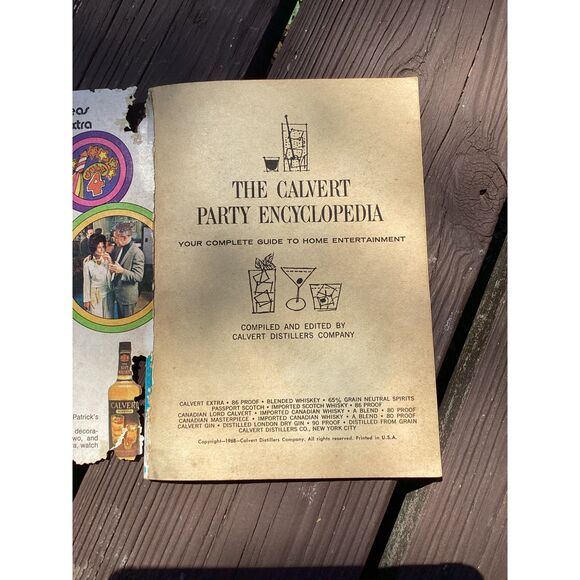 THE CALVERT
PARTY ENCYCLOPEDIA
YOUR COMPLETE GUIDE TO HOME ENTERTAINMENT
COMPILED AND EDITED BY
CALVERT DISTILLERS COMPANY
CALVERT EXTRA • 86 PROOF • BLENDED WHISKEY • 65% GRAIN NEUTRAL SPIRITS
PASSPORT SCOTCH • IMPORTED SCOTCH WHISKY • 86 PROOF
CANADIAN LORD CALVERT • IMPORTED CANADIAN WHISKY • A BLEND • 80 PROOF
CANADIAN MASTERPIECE • IMPORTED CANADIAN WHISKY • A BLEND • 80 PROOF
CALVERT GIN • DISTILLED LONDON DRY GIN • 90 PROOF • DISTILLED FROM GRAIN
CALVERT DISTILLERS CO., NEW YORK CITY
Copyright—1968—Calvert Distillers Company. All rights reserved. Printed in U.S.A.
eas
xtra
CALVERT
Patrick's
decora-
two, and
watch